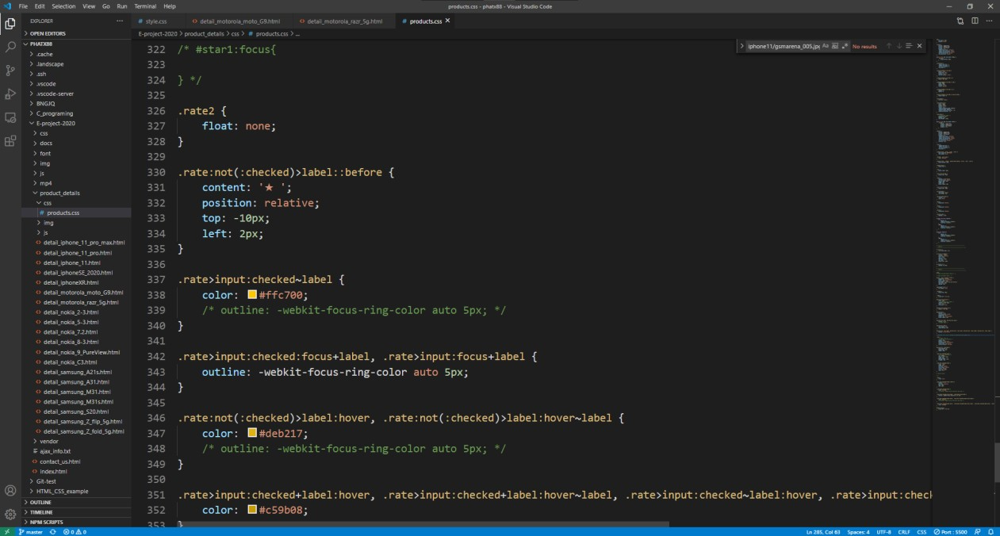 File Edit Selection View Go Run Terminal Help
products.css - phatx88 - Visual Studio Code
EXPLORER
OPEN EDITORS
PHATX88
.cache
.landscape
.ssh
.vscode
.vscode-server
BNGJQ
C_programing
E-project-2020
css
docs
font
img
js
mp4
product_details
css
# products.css
img
js
detail_iphone_11_pro_max.html
detail_iphone_11_pro.html
detail_iphone_11.html
detail_iphoneSE_2020.html
detail_iphoneXR.html
detail_motorola_moto_G9.html
detail_motorola_razr_5g.html
detail_nokia_2-3.html
detail_nokia_5-3.html
detail_nokia_7.2.html
detail_nokia_8-3.html
detail_nokia_9_PureView.html
detail_nokia_C3.html
detail_samsung_A21s.html
detail_samsung_A31.html
detail_samsung_M31.html
detail_samsung_M31s.html
detail_samsung_S20.html
detail_samsung_Z_flip_5g.html
detail_samsung_Z_fold_5g.html
vendor
ajax_info.txt
contact_us.html
index.html
Git-test
HTML_CSS_example
OUTLINE
TIMELINE
NPM SCRIPTS
# style.css <> detail_motorola_moto_G9.html <> detail_motorola_razr_5g.html # products.css
E-project-2020 > product_details > css > # products.css > ...
iphone11/gsmarena_005.jp Aa No results
322 /* #star1:focus{
323
324 } */
325
326 .rate2 {
327 float: none;
328 }
329
330 .rate:not(:checked)>label::before {
331 content: '★ ';
332 position: relative;
333 top: -10px;
334 left: 2px;
335 }
336
337 .rate>input:checked~label {
338 color: #ffc700;
339 /* outline: -webkit-focus-ring-color auto 5px; */
340 }
341
342 .rate>input:checked:focus+label, .rate>input:focus+label {
343 outline: -webkit-focus-ring-color auto 5px;
344 }
345
346 .rate:not(:checked)>label:hover, .rate:not(:checked)>label:hover~label {
347 color: #deb217;
348 /* outline: -webkit-focus-ring-color auto 5px; */
349 }
350
351 .rate>input:checked+label:hover, .rate>input:checked+label:hover~label, .rate>input:checked~label:hover, .rate>input:chec
352 color: #c59b08;
353 }
master 0 0 Ln 285, Col 63 Spaces: 4 UTF-8 CRLF CSS Port : 5500